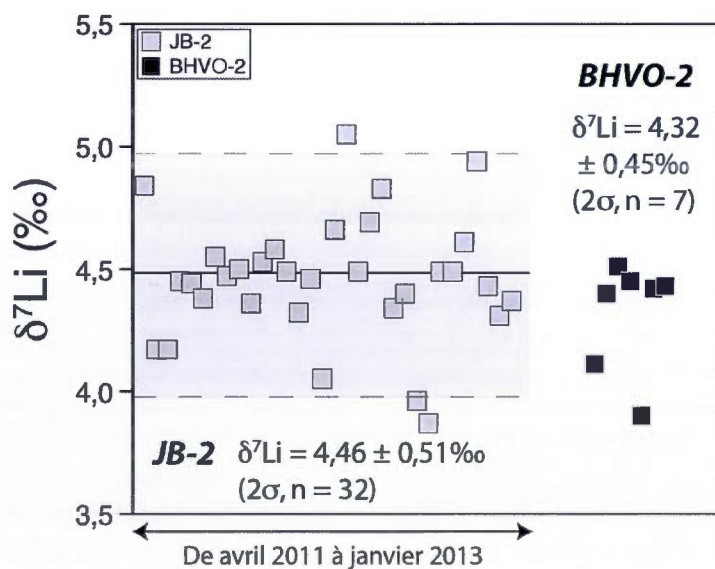 5,5
5,0
4,5
4,0
3,5
δ⁷Li (‰)
JB-2
BHVO-2
BHVO-2
δ⁷Li = 4,32
± 0,45‰
(2σ, n = 7)
JB-2 δ⁷Li = 4,46 ± 0,51‰
(2σ, n = 32)
De avril 2011 à janvier 2013